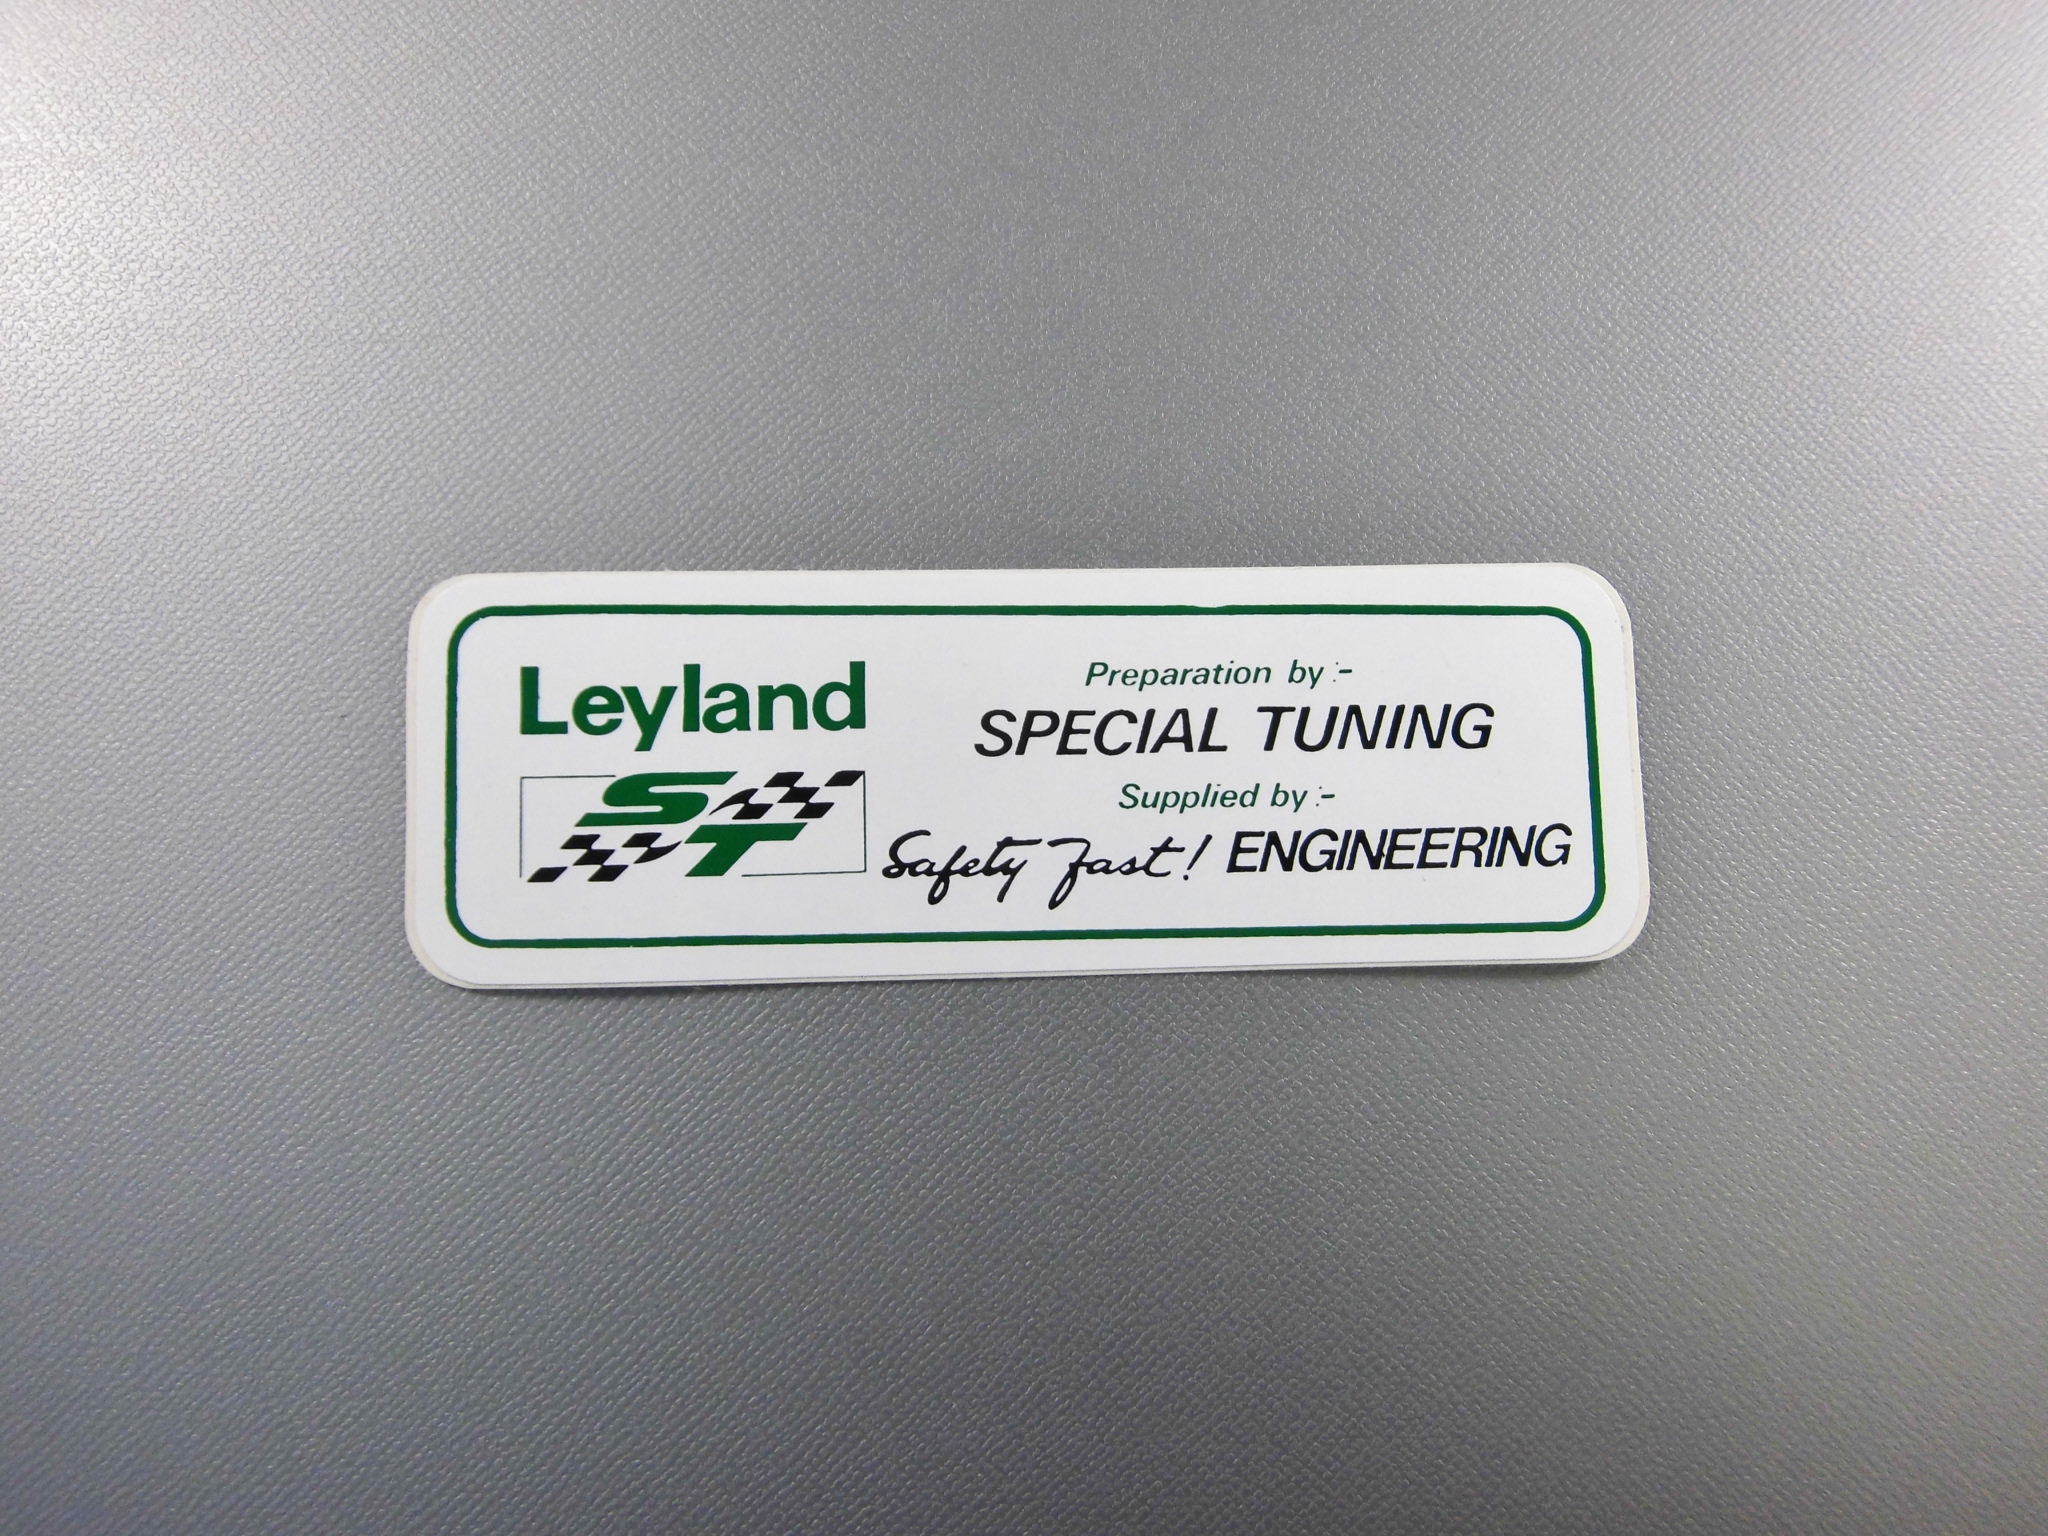 Leyland
ST
Preparation by:-
SPECIAL TUNING
Supplied by:-
Safety Fast! ENGINEERING